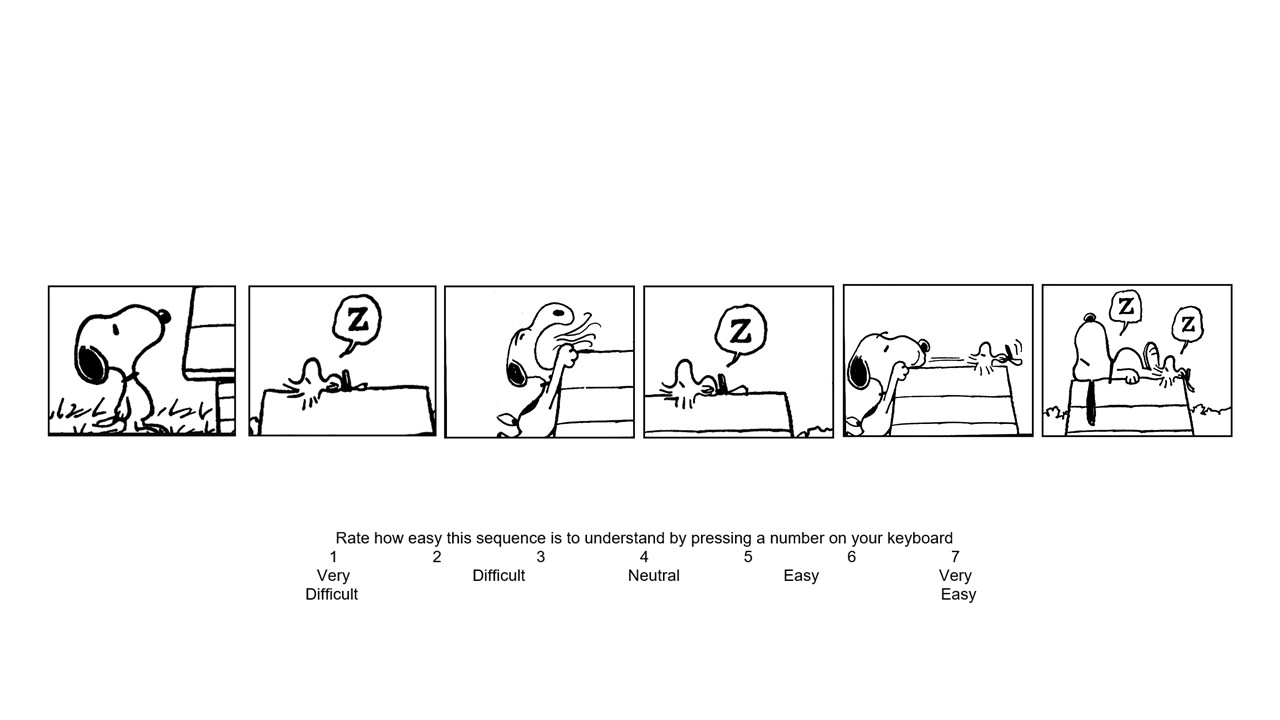 Z
Z
Z
Z
Rate how easy this sequence is to understand by pressing a number on your keyboard
1 2 3 4 5 6 7
Very Difficult Neutral Easy Very
Difficult Easy